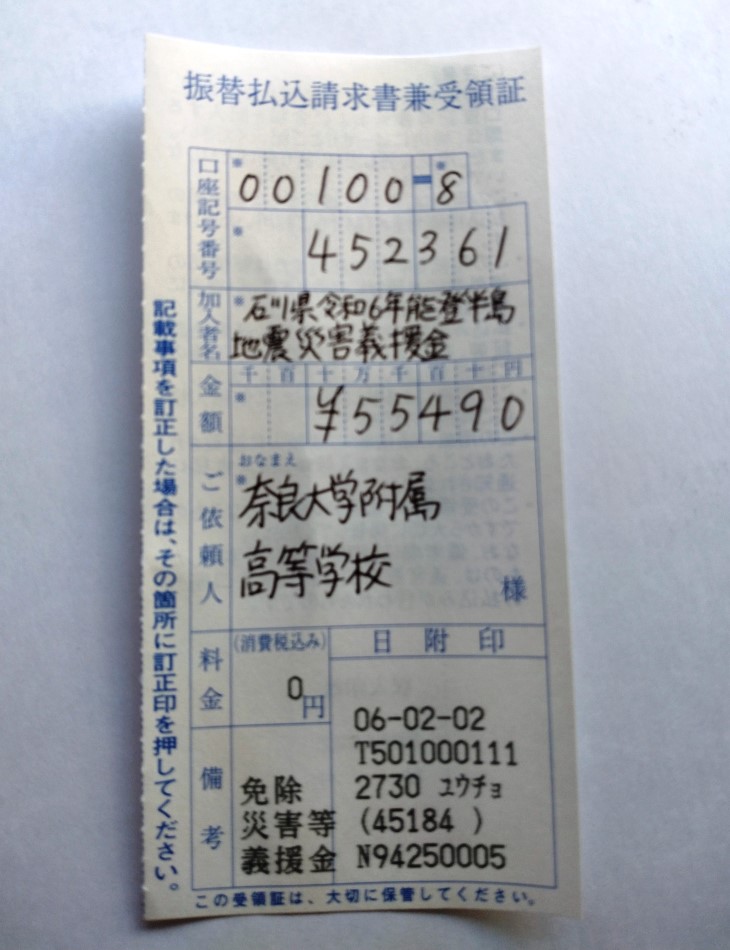 振替払込請求書兼受領証
口座記号番号
* 00100-*8
* 452361
加入者名
* 石川県令和6年能登半島
地震災害義援金
金額
千百十万千百十円
* ¥55490
ご依頼人
おなまえ
* 奈良大学附属
高等学校
様
料金
(消費税込み)
0円
日附印
06-02-02
T501000111
2730 ユウチョ
(45184 )
N94250005
備考
免除
災害等
義援金
記載事項を訂正した場合は、その箇所に訂正印を押してください。
この受領証は、大切に保管してください。